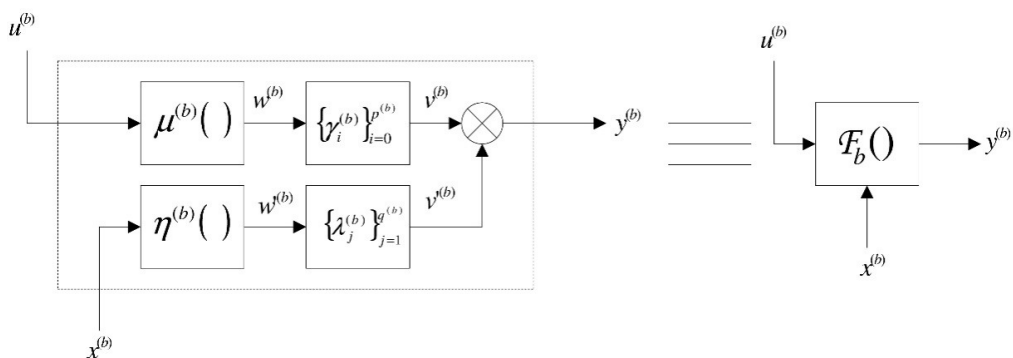 u^{(b)}
μ^{(b)}( )
w^{(b)}
{γ_i^{(b)}}_{i=0}^{p^{(b)}}
v^{(b)}
y^{(b)}
η^{(b)}( )
w'^{(b)}
{λ_j^{(b)}}_{j=1}^{q^{(b)}}
v'^{(b)}
x^{(b)}
u^{(b)}
ℱ_b()
y^{(b)}
x^{(b)}